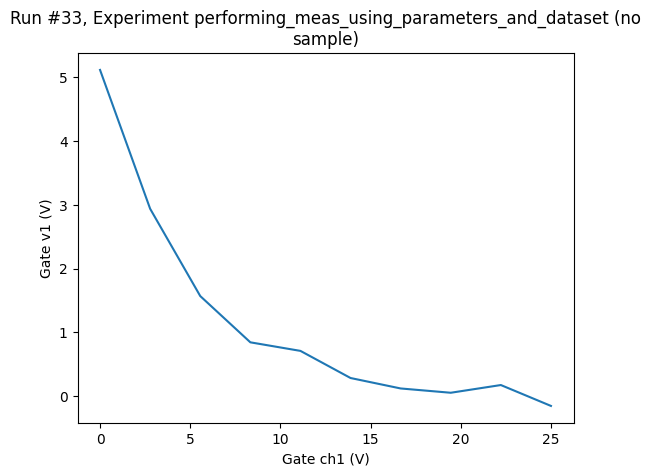 Run #33, Experiment performing_meas_using_parameters_and_dataset (no
sample)
5
4
3
2
1
0
Gate v1 (V)
0 5 10 15 20 25
Gate ch1 (V)